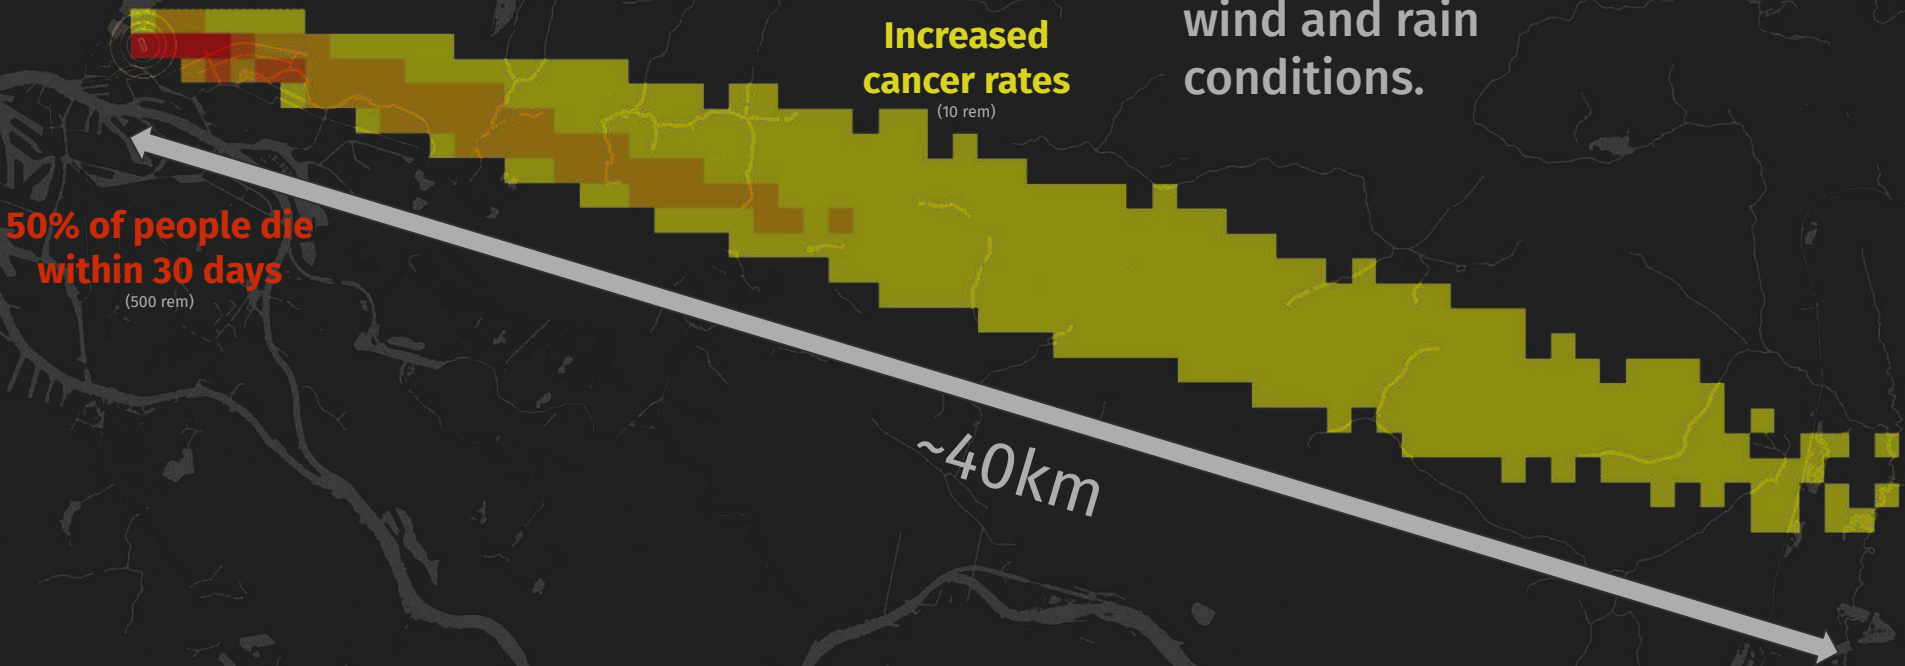 wind and rain
conditions.
Increased
cancer rates
(10 rem)
50% of people die
within 30 days
(500 rem)
~40km